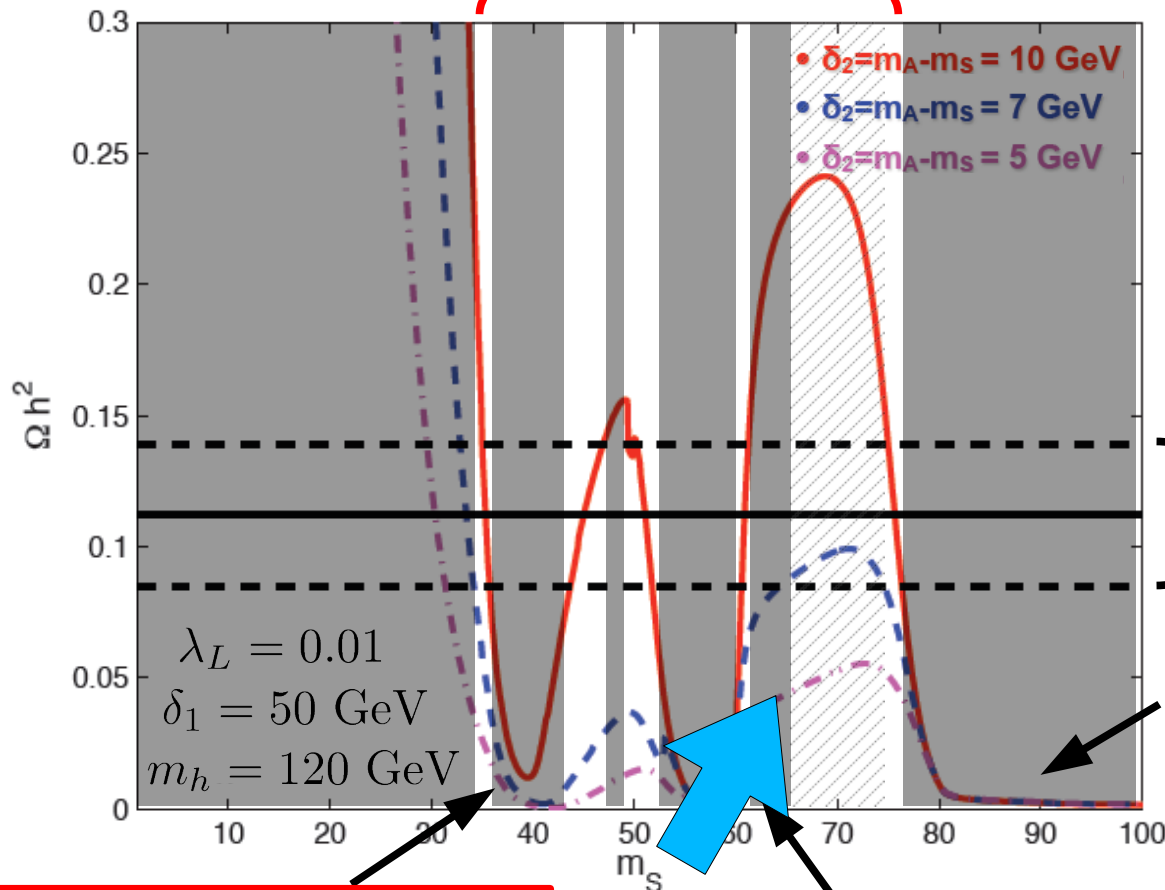 0.3
0.25
0.2
0.15
0.1
0.05
0
Ω h²
δ₂=m_A-m_S = 10 GeV
δ₂=m_A-m_S = 7 GeV
δ₂=m_A-m_S = 5 GeV
λ_L = 0.01
δ₁ = 50 GeV
m_h = 120 GeV
10 20 30 40 50 60 70 80 90 100
m_S